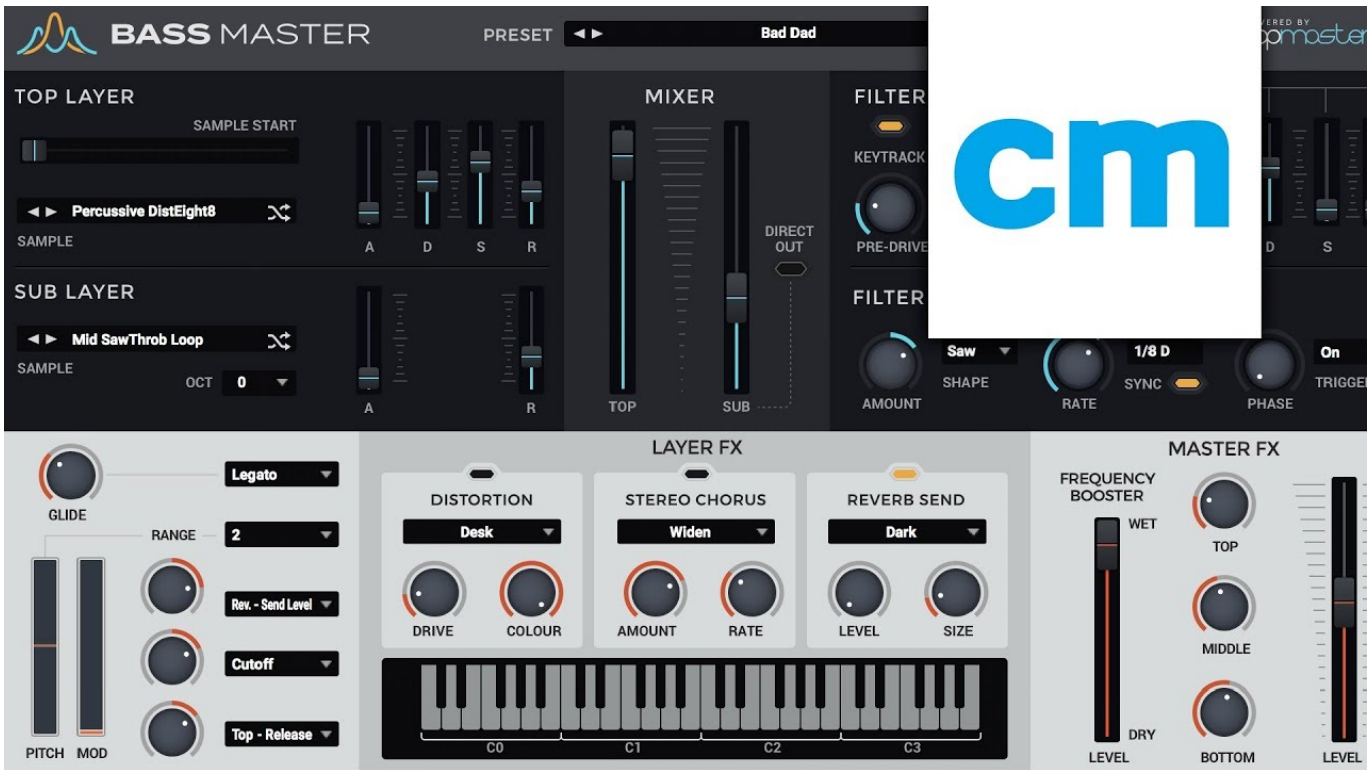 BASS MASTER
PRESET
Bad Dad
cm
TOP LAYER
SAMPLE START
Percussive DistEight8
SAMPLE
A D S R
SUB LAYER
Mid SawThrob Loop
SAMPLE
OCT 0
A R
MIXER
DIRECT
OUT
TOP SUB
FILTER
KEYTRACK
PRE-DRIVE
D S
FILTER
AMOUNT
Saw
SHAPE
RATE
1/8 D
SYNC
PHASE
On
GLIDE
Legato
RANGE 2
Rev. - Send Level
Cutoff
Top - Release
PITCH MOD
LAYER FX
DISTORTION
Desk
DRIVE COLOUR
STEREO CHORUS
Widen
AMOUNT RATE
REVERB SEND
Dark
LEVEL SIZE
C0 C1 C2 C3
MASTER FX
FREQUENCY
BOOSTER
WET
DRY
LEVEL
TOP
MIDDLE
BOTTOM
LEVEL